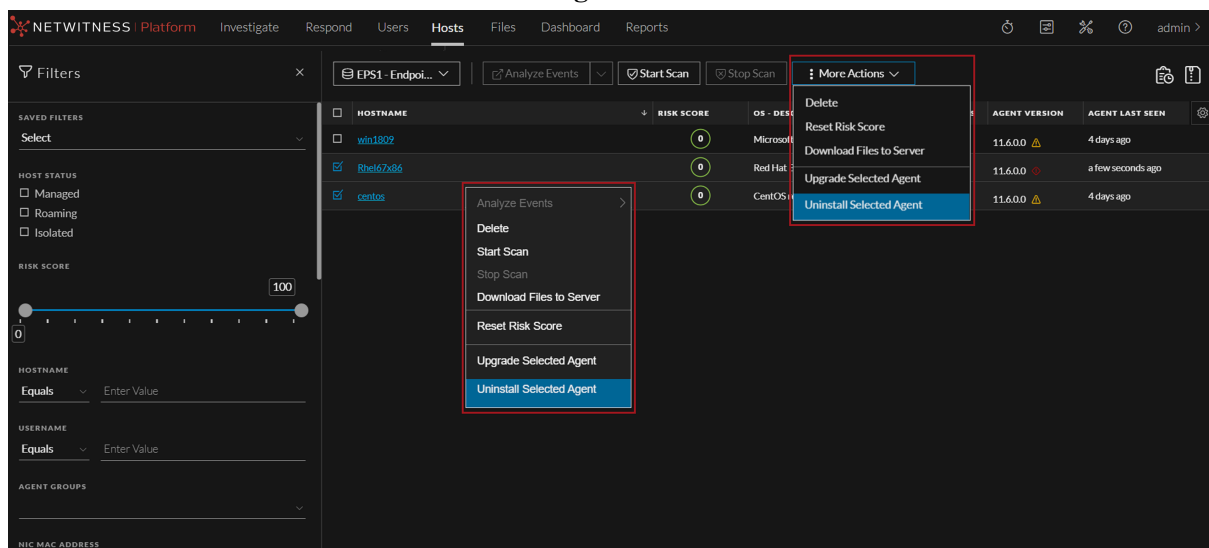 NETWITNESS Platform Investigate Respond Users Hosts Files Dashboard Reports admin >
Filters ×
EPS1 - Endpoi... Analyze Events Start Scan Stop Scan More Actions
SAVED FILTERS
Select
HOST STATUS
Managed
Roaming
Isolated
RISK SCORE
100
0
HOSTNAME
Equals Enter Value
USERNAME
Equals Enter Value
AGENT GROUPS
NIC MAC ADDRESS
HOSTNAME RISK SCORE OS - DES AGENT VERSION AGENT LAST SEEN
win1809 0 Microsoft 11.6.0.0 4 days ago
Rhel67x86 0 Red Hat 11.6.0.0 a few seconds ago
centos 0 CentOS 11.6.0.0 4 days ago
Analyze Events
Delete
Start Scan
Stop Scan
Download Files to Server
Reset Risk Score
Upgrade Selected Agent
Uninstall Selected Agent
Delete
Reset Risk Score
Download Files to Server
Upgrade Selected Agent
Uninstall Selected Agent